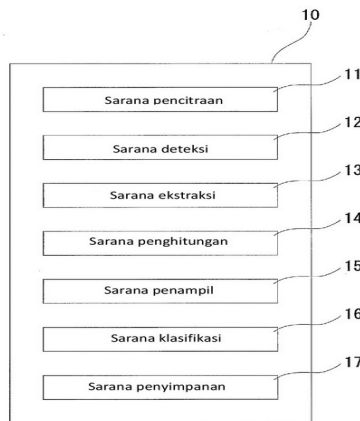 10
Sarana pencitraan 11
Sarana deteksi 12
Sarana ekstraksi 13
Sarana penghitungan 14
Sarana penampil 15
Sarana klasifikasi 16
Sarana penyimpanan 17